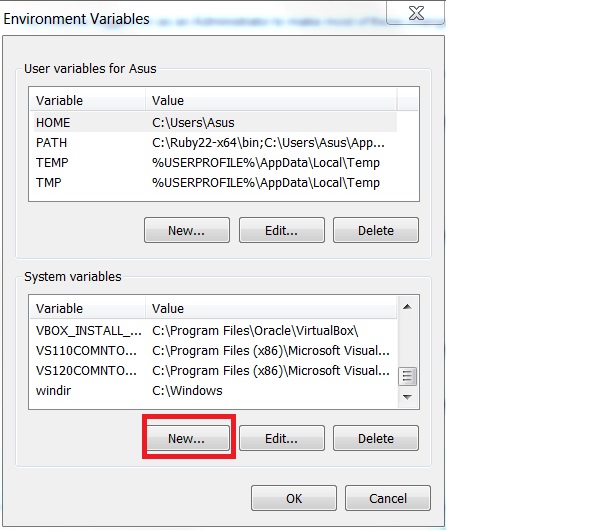 Environment Variables
User variables for Asus
Variable Value
HOME C:\Users\Asus
PATH C:\Ruby22-x64\bin;C:\Users\Asus\App...
TEMP %USERPROFILE%\AppData\Local\Temp
TMP %USERPROFILE%\AppData\Local\Temp
New... Edit... Delete
System variables
Variable Value
VBOX_INSTALL_... C:\Program Files\Oracle\VirtualBox\
VS110COMNTO... C:\Program Files (x86)\Microsoft Visual...
VS120COMNTO... C:\Program Files (x86)\Microsoft Visual...
windir C:\Windows
New... Edit... Delete
OK Cancel